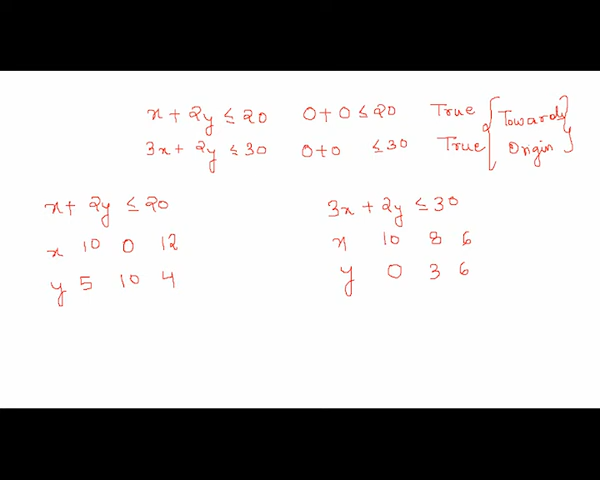 x + 2y ≤ 20 0+0 ≤ 20 True { Towards }
3x + 2y ≤ 30 0+0 ≤ 30 True { Origin }
x + 2y ≤ 20 3x + 2y ≤ 30
x 10 0 12 x 10 8 6
y 5 10 4 y 0 3 6